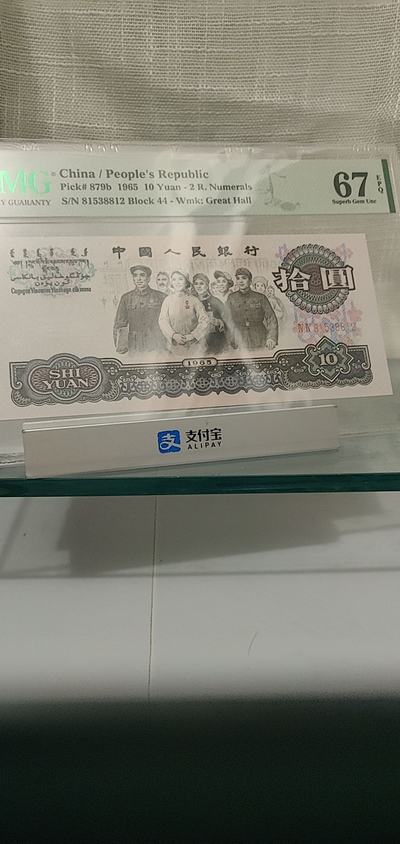 MG China / People's Republic
Pick# 879b 1965 10 Yuan - 2 R. Numerals
Y GUARANTY S/N 81538812 Block 44 - Wmk: Great Hall
67 EPQ
Superb Gem Unc
中國人民銀行
拾圓
1965
SHI
YUAN
10
支付宝
ALIPAY